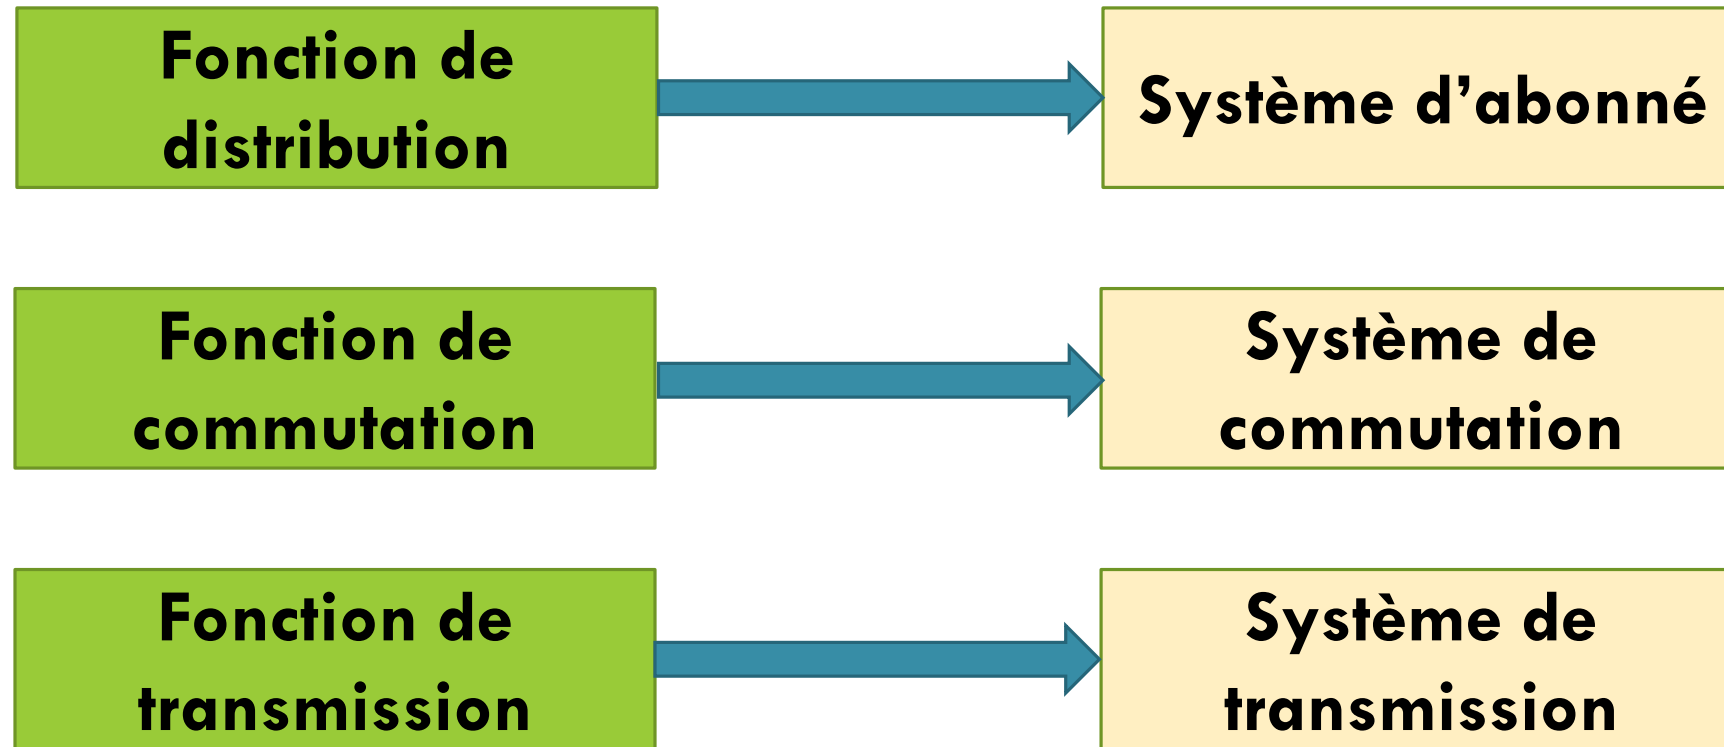 Fonction de
distribution
Système d’abonné
Fonction de
commutation
Système de
commutation
Fonction de
transmission
Système de
transmission